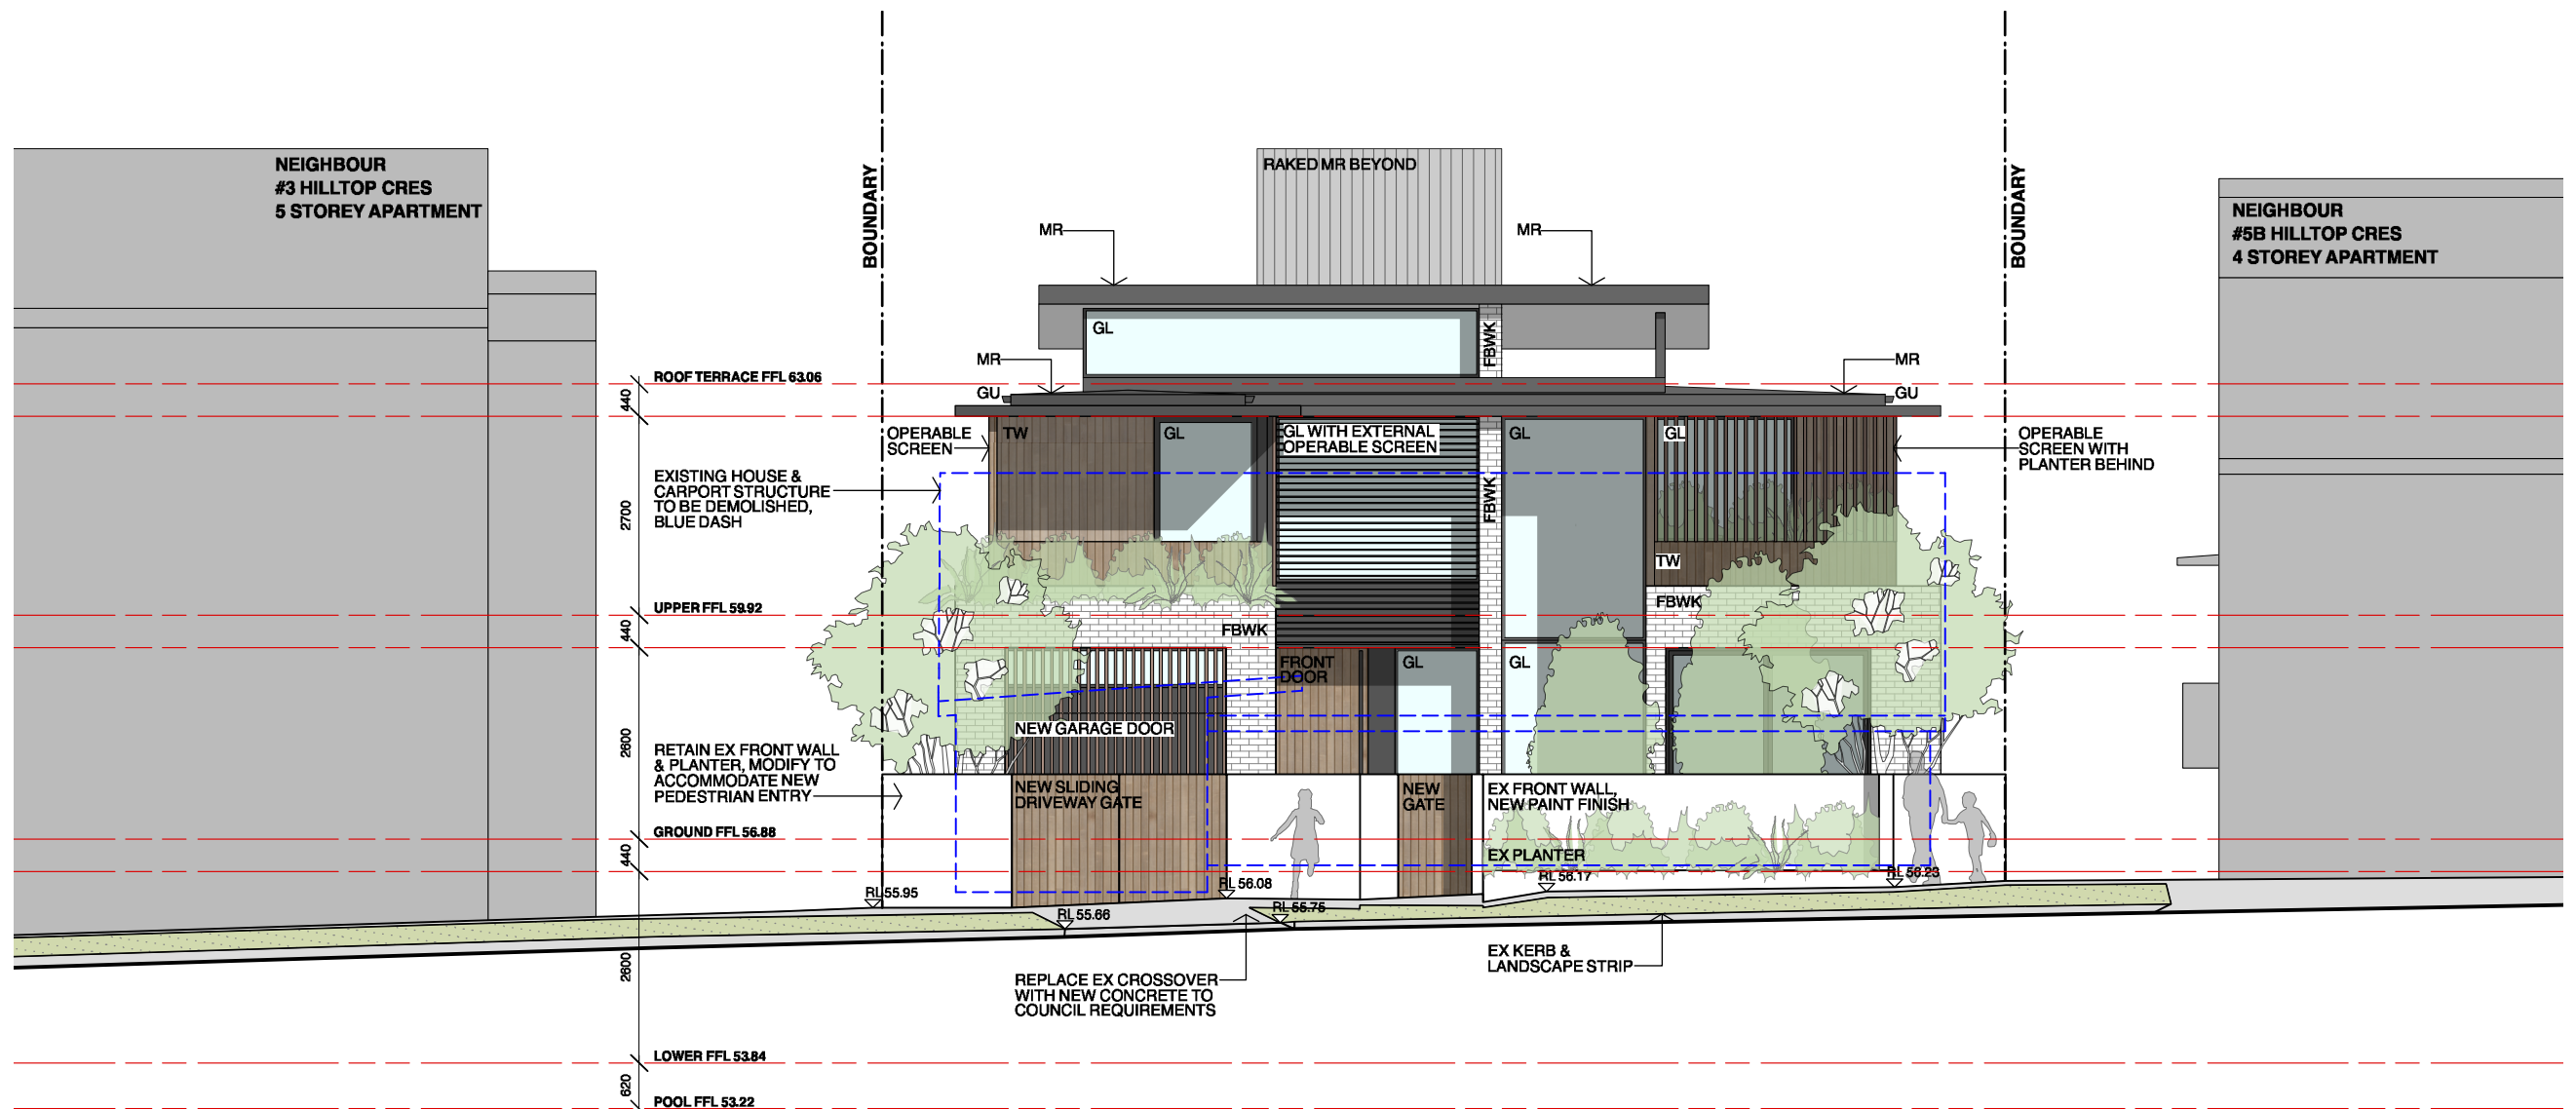 NEIGHBOUR
#3 HILLTOP CRES
5 STOREY APARTMENT
BOUNDARY
RAKED MR BEYOND
BOUNDARY
NEIGHBOUR
#5B HILLTOP CRES
4 STOREY APARTMENT
MR
MR
GL
FBWK
MR
MR
ROOF TERRACE FFL 63.06
440
GU
GU
OPERABLE
SCREEN
TW
GL
GL WITH EXTERNAL
OPERABLE SCREEN
GL
GL
OPERABLE
SCREEN WITH
PLANTER BEHIND
EXISTING HOUSE &
CARPORT STRUCTURE
TO BE DEMOLISHED,
BLUE DASH
2700
FBWK
TW
UPPER FFL 59.92
FBWK
440
FBWK
FRONT
DOOR
GL
GL
NEW GARAGE DOOR
2600
RETAIN EX FRONT WALL
& PLANTER, MODIFY TO
ACCOMMODATE NEW
PEDESTRIAN ENTRY
NEW SLIDING
DRIVEWAY GATE
NEW
GATE
EX FRONT WALL,
NEW PAINT FINISH
GROUND FFL 56.88
440
EX PLANTER
RL 55.95
RL 56.08
RL 56.17
RL 56.23
RL 55.66
RL 55.75
EX KERB &
LANDSCAPE STRIP
2600
REPLACE EX CROSSOVER
WITH NEW CONCRETE TO
COUNCIL REQUIREMENTS
LOWER FFL 53.84
620
POOL FFL 53.22